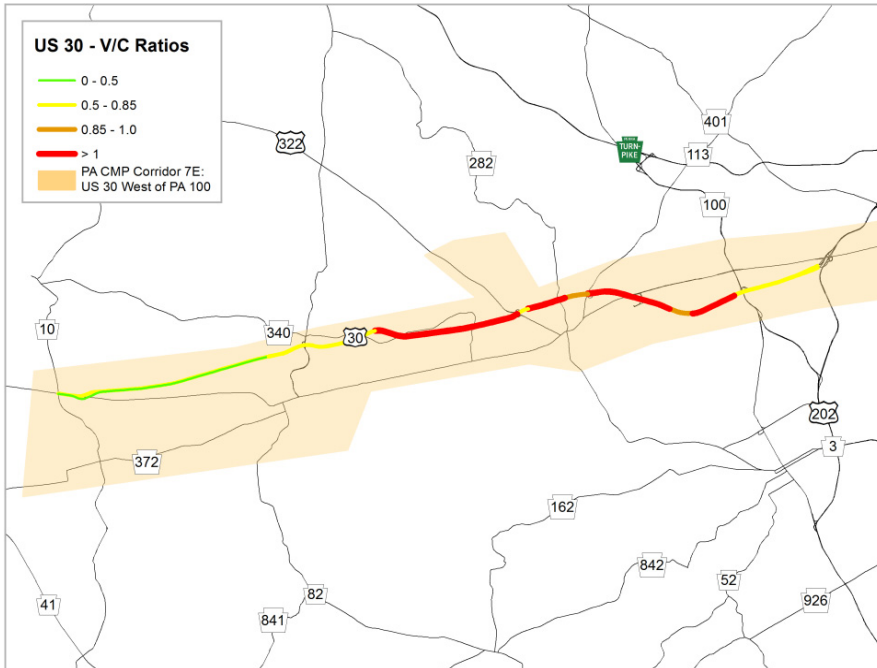 US 30 - V/C Ratios
0 - 0.5
0.5 - 0.85
0.85 - 1.0
> 1
PA CMP Corridor 7E:
US 30 West of PA 100
322
282
TURN-
PIKE
401
113
100
10
340
30
202
3
372
162
842
52
926
41
82
841